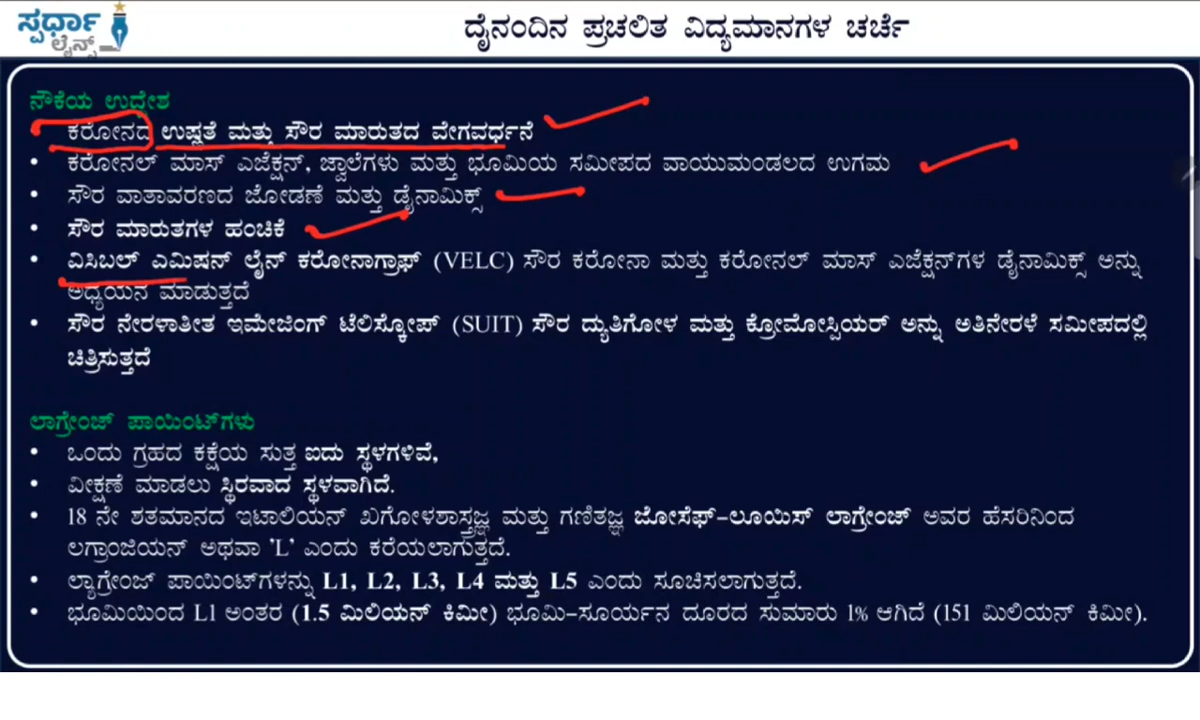 ಸ್ಪರ್ಧಾ
ಲೈನ್ಸ್
ದೈನಂದಿನ ಪ್ರಚಲಿತ ವಿದ್ಯಮಾನಗಳ ಚರ್ಚೆ
ನೌಕೆಯ ಉದ್ದೇಶ
ಕರೋನದ ಉಷ್ಣತೆ ಮತ್ತು ಸೌರ ಮಾರುತದ ವೇಗವರ್ಧನೆ
• ಕರೋನಲ್ ಮಾಸ್ ಎಜೆಕ್ಷನ್, ಜ್ವಾಲೆಗಳು ಮತ್ತು ಭೂಮಿಯ ಸಮೀಪದ ವಾಯುಮಂಡಲದ ಉಗಮ
• ಸೌರ ವಾತಾವರಣದ ಜೋಡಣೆ ಮತ್ತು ಡೈನಾಮಿಕ್ಸ್
• ಸೌರ ಮಾರುತಗಳ ಹಂಚಿಕೆ
• ವಿಸಿಬಲ್ ಎಮಿಷನ್ ಲೈನ್ ಕರೋನಾಗ್ರಾಫ್ (VELC) ಸೌರ ಕರೋನಾ ಮತ್ತು ಕರೋನಲ್ ಮಾಸ್ ಎಜೆಕ್ಷನ್‌ಗಳ ಡೈನಾಮಿಕ್ಸ್ ಅನ್ನು
ಅಧ್ಯಯನ ಮಾಡುತ್ತದೆ
• ಸೌರ ನೇರಳಾತೀತ ಇಮೇಜಿಂಗ್ ಟೆಲಿಸ್ಕೋಪ್ (SUIT) ಸೌರ ದ್ಯುತಿಗೋಳ ಮತ್ತು ಕ್ರೋಮೋಸ್ಪಿಯರ್ ಅನ್ನು ಅತಿನೇರಳೆ ಸಮೀಪದಲ್ಲಿ
ಚಿತ್ರಿಸುತ್ತದೆ
ಲಾಗ್ರೇಂಜ್ ಪಾಯಿಂಟ್‌ಗಳು
• ಒಂದು ಗ್ರಹದ ಕಕ್ಷೆಯ ಸುತ್ತ ಐದು ಸ್ಥಳಗಳಿವೆ,
• ವೀಕ್ಷಣೆ ಮಾಡಲು ಸ್ಥಿರವಾದ ಸ್ಥಳವಾಗಿದೆ.
• 18 ನೇ ಶತಮಾನದ ಇಟಾಲಿಯನ್ ಖಗೋಳಶಾಸ್ತ್ರಜ್ಞ ಮತ್ತು ಗಣಿತಜ್ಞ ಜೋಸೆಫ್-ಲೂಯಿಸ್ ಲಾಗ್ರೇಂಜ್ ಅವರ ಹೆಸರಿನಿಂದ
ಲಗ್ರಾಂಜಿಯನ್ ಅಥವಾ 'L' ಎಂದು ಕರೆಯಲಾಗುತ್ತದೆ.
• ಲ್ಯಾಗ್ರೇಂಜ್ ಪಾಯಿಂಟ್‌ಗಳನ್ನು L1, L2, L3, L4 ಮತ್ತು L5 ಎಂದು ಸೂಚಿಸಲಾಗುತ್ತದೆ.
• ಭೂಮಿಯಿಂದ L1 ಅಂತರ (1.5 ಮಿಲಿಯನ್ ಕಿಮೀ) ಭೂಮಿ-ಸೂರ್ಯನ ದೂರದ ಸುಮಾರು 1% ಆಗಿದೆ (151 ಮಿಲಿಯನ್ ಕಿಮೀ).